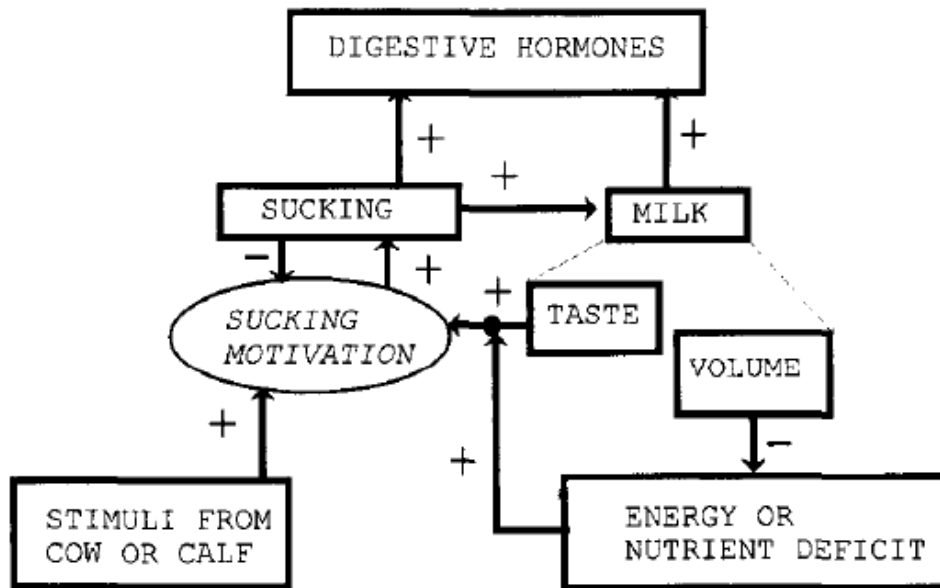 DIGESTIVE HORMONES
+
+
+
SUCKING
MILK
-
+
+
SUCKING
MOTIVATION
TASTE
VOLUME
+
+
-
STIMULI FROM
COW OR CALF
ENERGY OR
NUTRIENT DEFICIT